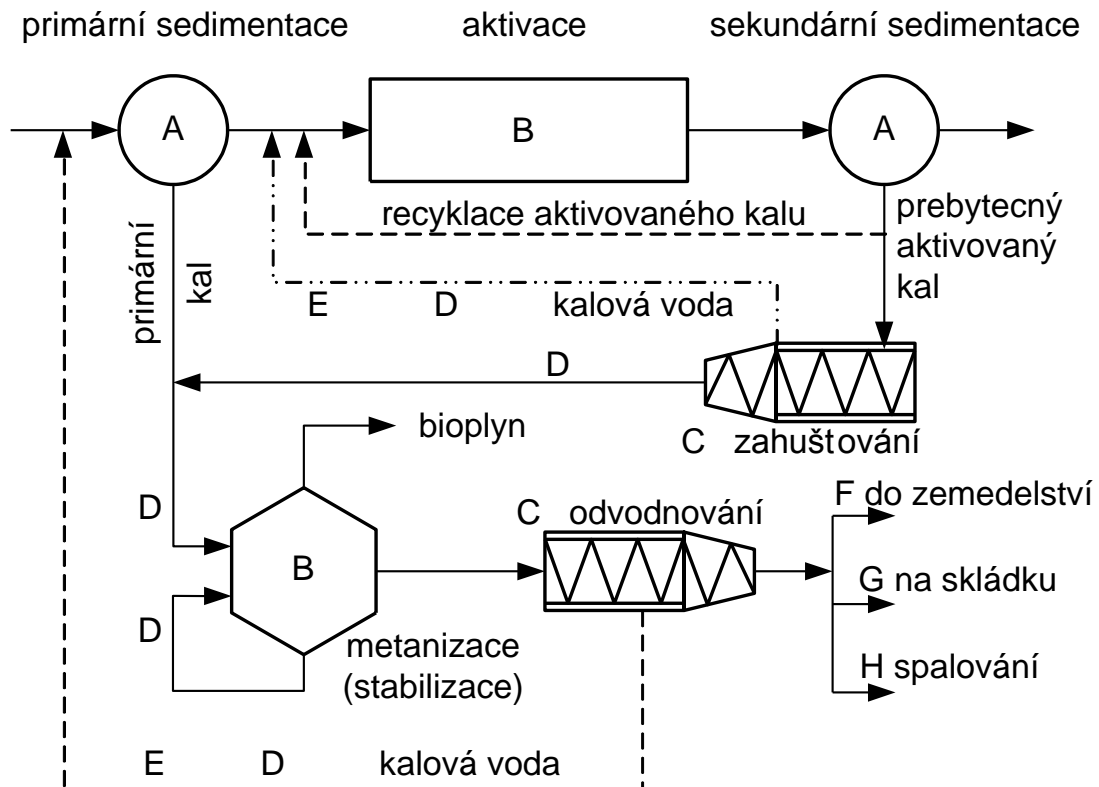 primární sedimentace
aktivace
sekundární sedimentace
A
B
A
recyklace aktivovaného kalu
prebytecný
aktivovaný
kal
primární
kal
E
D
kalová voda
D
C zahušťování
bioplyn
D
B
C odvodnování
F do zemedelství
G na skládku
D
metanizace
(stabilizace)
H spalování
E
D
kalová voda